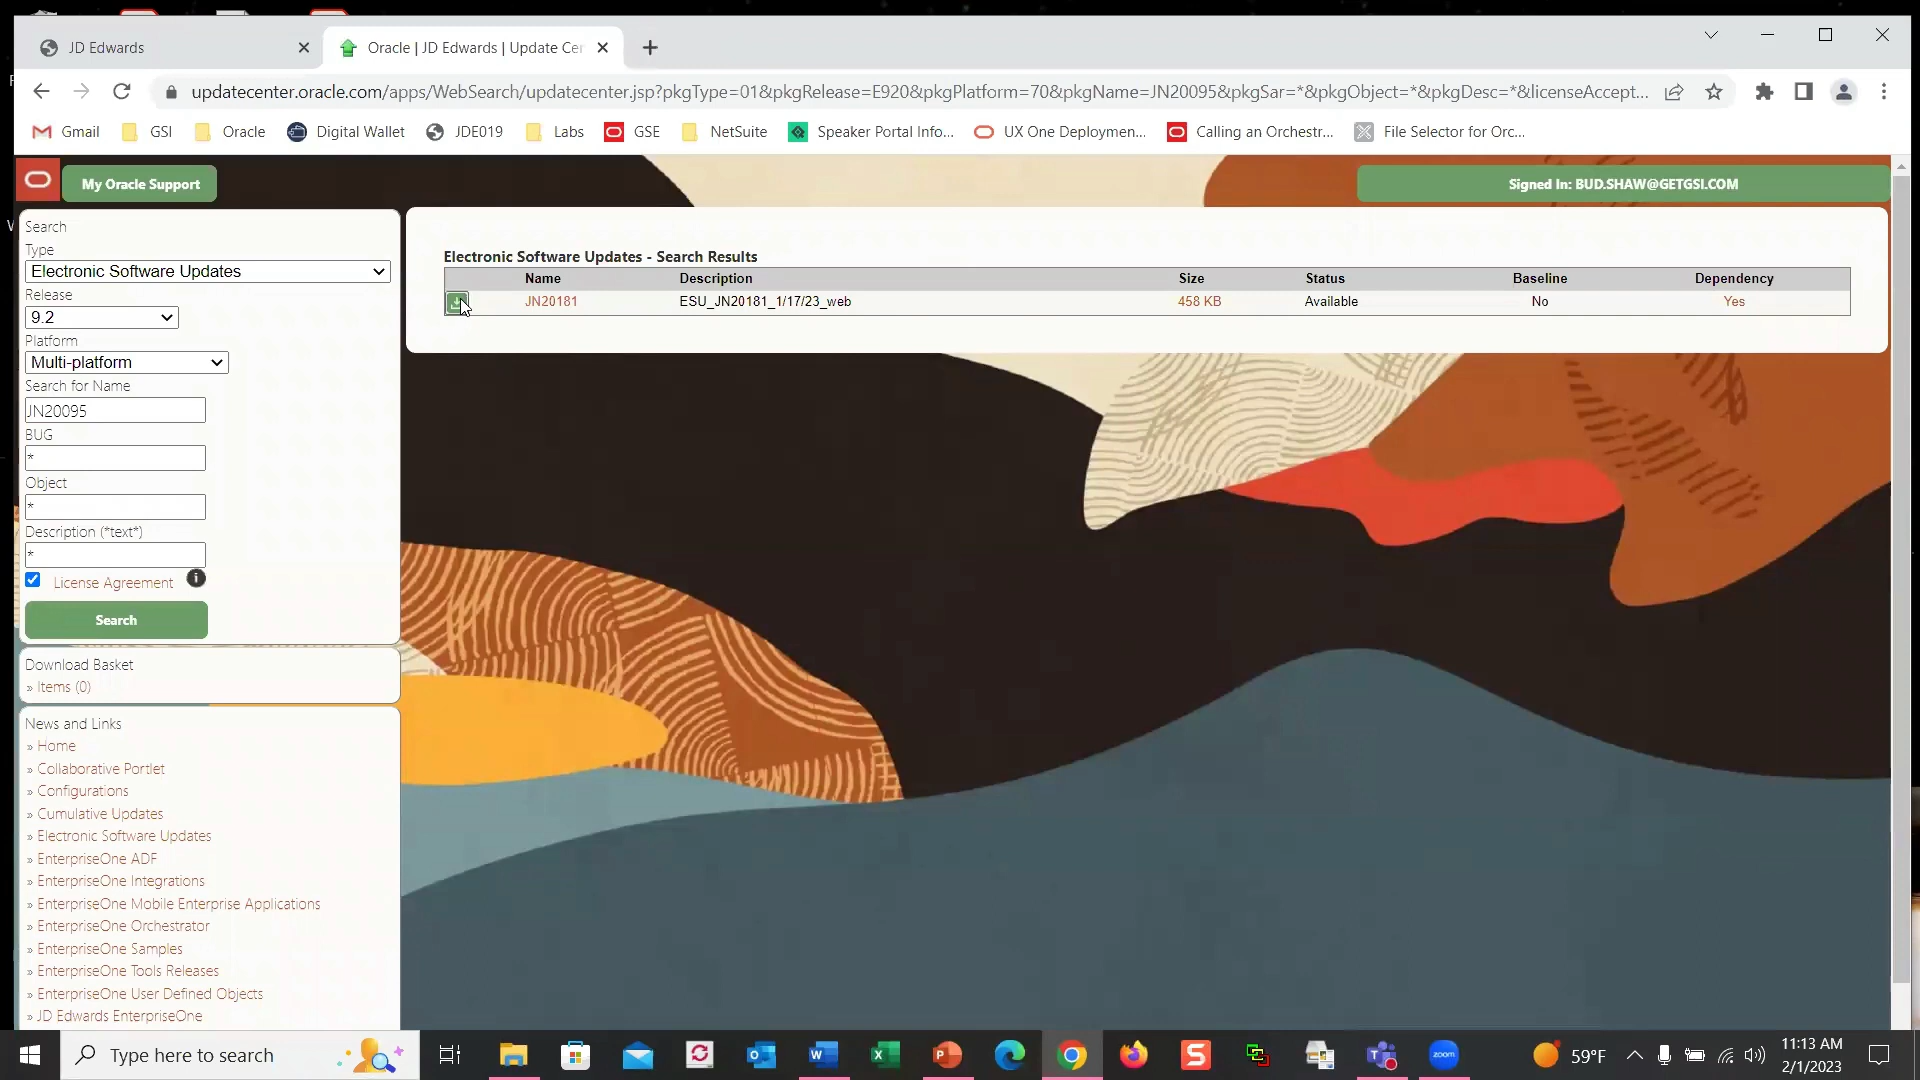 JD Edwards
Oracle | JD Edwards | Update Cer
updatecenter.oracle.com/apps/WebSearch/updatecenter.jsp?pkgType=01&pkgRelease=E920&pkgPlatform=70&pkgName=JN20095&pkgSar=*&pkgObject=*&pkgDesc=*&licenseAccept...
Gmail GSI Oracle Digital Wallet JDE019 Labs GSE NetSuite Speaker Portal Info... UX One Deploymen... Calling an Orchestr... File Selector for Orc...
My Oracle Support
Signed In: BUD.SHAW@GETGSI.COM
Search
Type
Electronic Software Updates
Release
9.2
Platform
Multi-platform
Search for Name
JN20095
BUG
*
Object
*
Description (*text*)
*
License Agreement i
Search
Download Basket
» Items (0)
News and Links
» Home
» Collaborative Portlet
» Configurations
» Cumulative Updates
» Electronic Software Updates
» EnterpriseOne ADF
» EnterpriseOne Integrations
» EnterpriseOne Mobile Enterprise Applications
» EnterpriseOne Orchestrator
» EnterpriseOne Samples
» EnterpriseOne Tools Releases
» EnterpriseOne User Defined Objects
» JD Edwards EnterpriseOne
Electronic Software Updates - Search Results
Name Description Size Status Baseline Dependency
JN20181 ESU_JN20181_1/17/23_web 458 KB Available No Yes
Type here to search
zoom
59°F
11:13 AM
2/1/2023